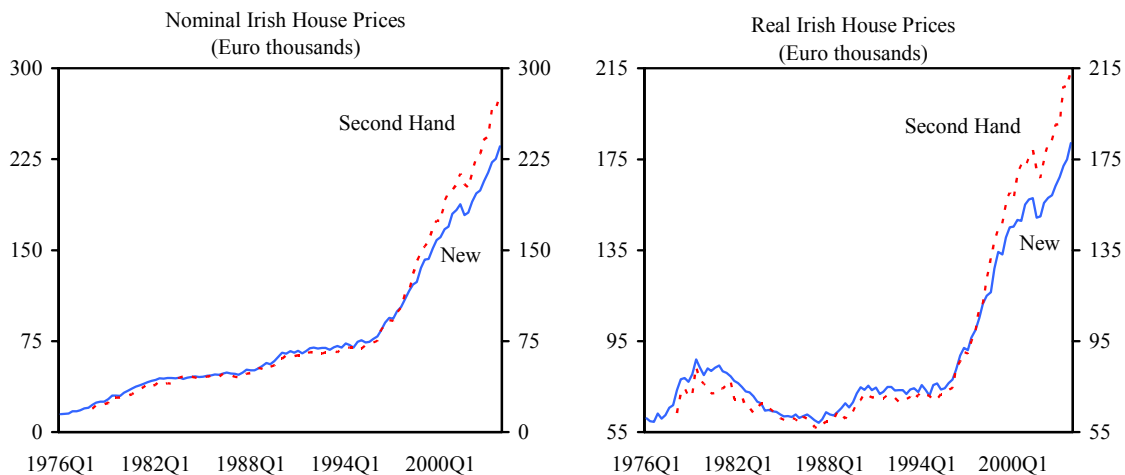 Nominal Irish House Prices
(Euro thousands)
300
225
150
75
0
300
225
150
75
0
Second Hand
New
1976Q1 1982Q1 1988Q1 1994Q1 2000Q1
Real Irish House Prices
(Euro thousands)
215
175
135
95
55
215
175
135
95
55
Second Hand
New
1976Q1 1982Q1 1988Q1 1994Q1 2000Q1